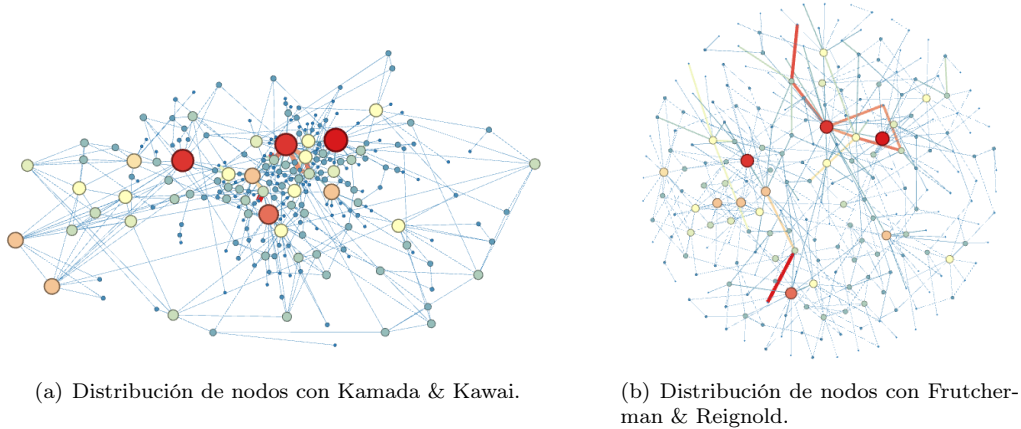 (a) Distribución de nodos con Kamada & Kawai.
(b) Distribución de nodos con Frutcher-
man & Reignold.